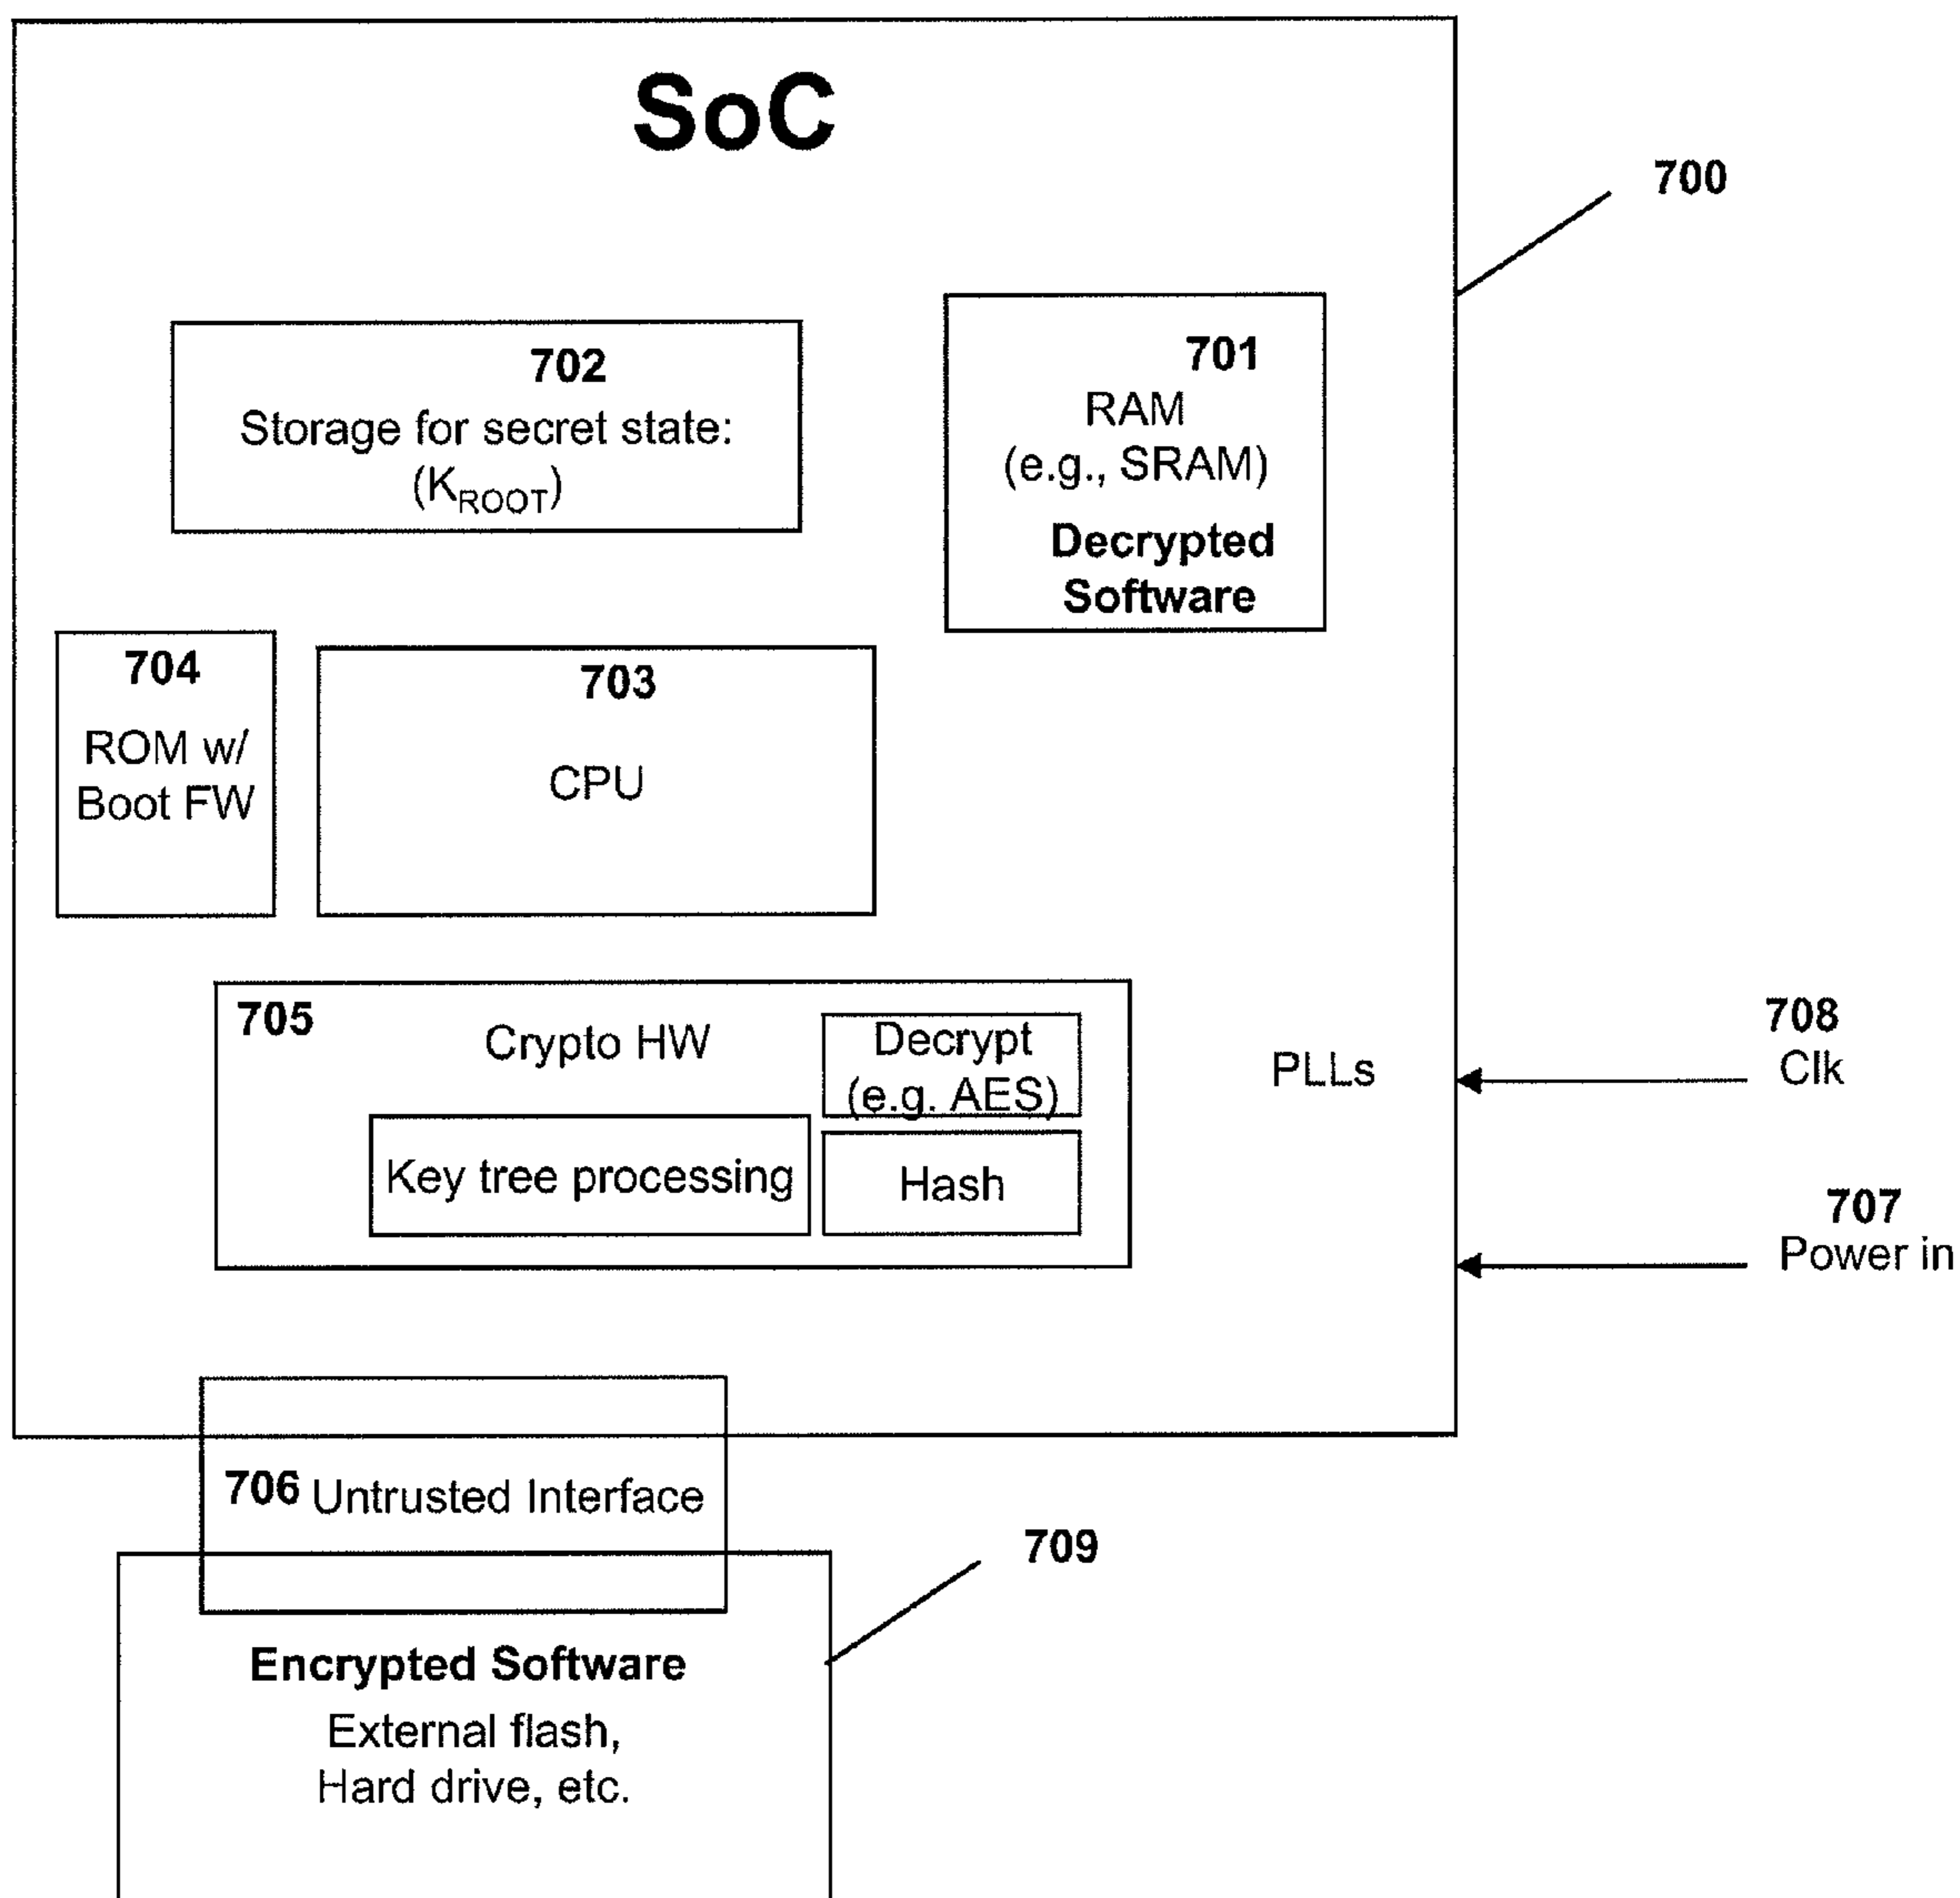 SoC
700
702
Storage for secret state:
(KROOT)
701
RAM
(e.g., SRAM)
Decrypted
Software
704
ROM w/
Boot FW
703
CPU
705
Crypto HW
Decrypt
(e.g. AES)
Key tree processing
Hash
PLLs
708
Clk
707
Power in
706 Untrusted Interface
709
Encrypted Software
External flash,
Hard drive, etc.